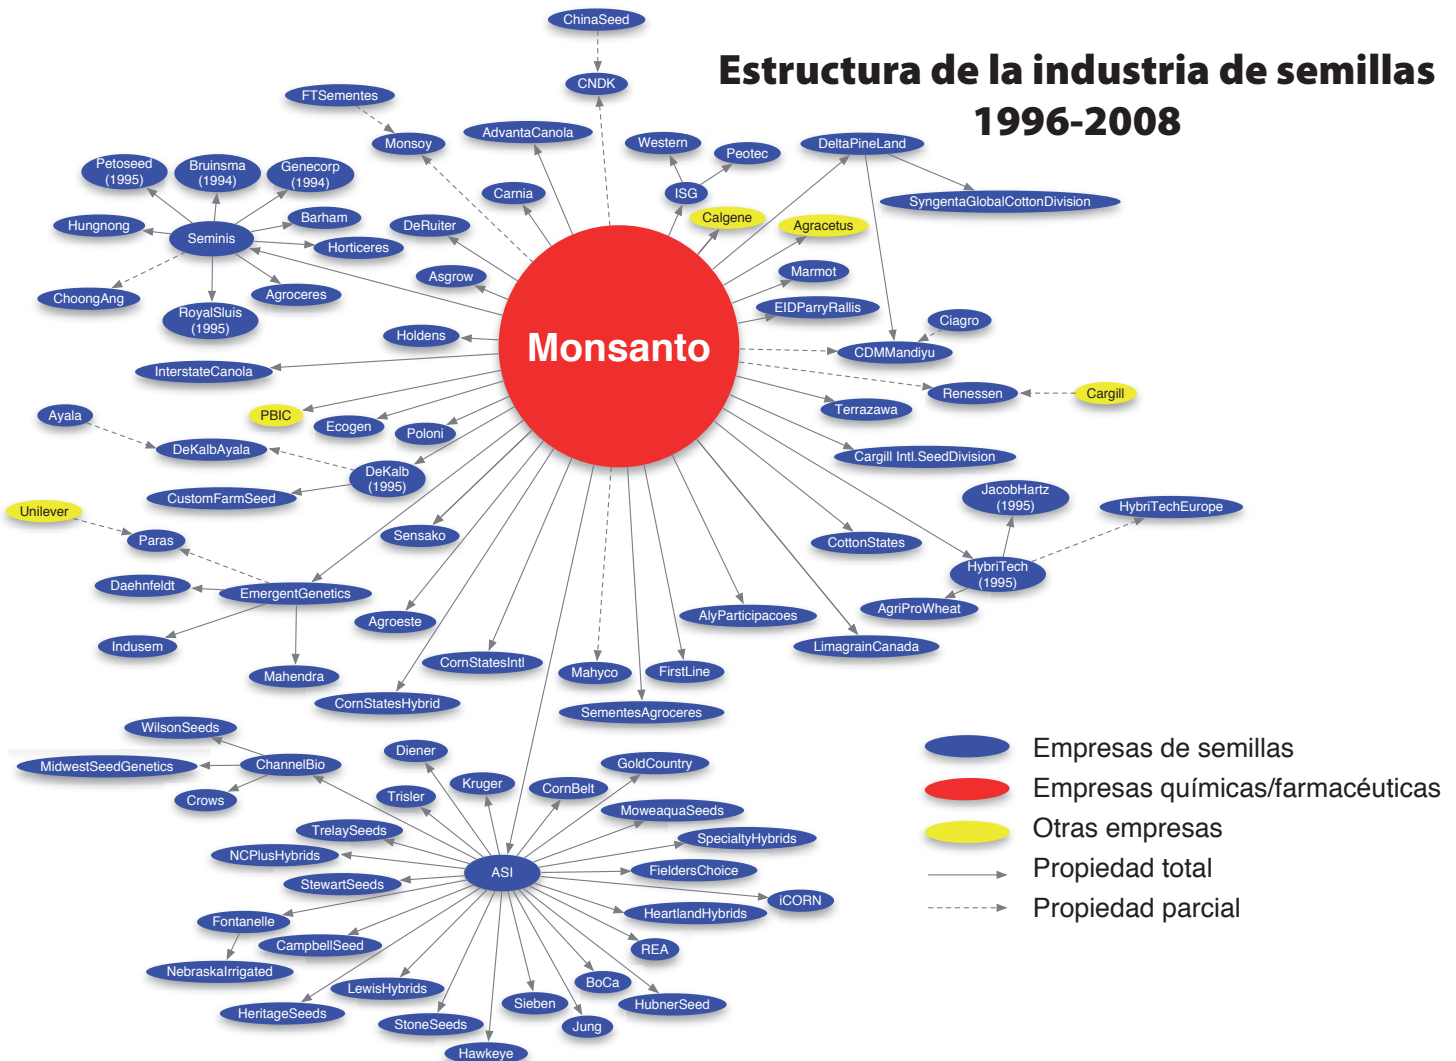 ChinaSeed
Estructura de la industria de semillas
1996-2008
CNDK
FTSementes
AdvantaCanola
Monsoy
Western
Peotec
DeltaPineLand
Petoseed
(1995)
Bruinsma
(1994)
Genecorp
(1994)
Carnia
ISG
SyngentaGlobalCottonDivision
Hungnong
Barham
Calgene
Agracetus
DeRuiter
Seminis
Horticeres
Asgrow
Marmot
ChoongAng
Agroceres
EIDParryRallis
RoyalSluis
(1995)
Ciagro
Holdens
Monsanto
CDMMandiyu
InterstateCanola
Renessen
Cargill
Ayala
PBIC
Ecogen
Poloni
Terrazawa
DeKalbAyala
Cargill Intl.SeedDivision
DeKalb
(1995)
CustomFarmSeed
JacobHartz
(1995)
HybriTechEurope
Unilever
Paras
Sensako
CottonStates
HybriTech
(1995)
Daehnfeldt
EmergentGenetics
AgriProWheat
Agroeste
AlyParticipacoes
Indusem
LimagrainCanada
CornStatesIntl
Mahendra
Mahyco
FirstLine
CornStatesHybrid
SementesAgroceres
WilsonSeeds
Diener
GoldCountry
MidwestSeedGenetics
ChannelBio
Kruger
CornBelt
Crows
Trisler
MoweaquaSeeds
TrelaySeeds
SpecialtyHybrids
NCPlusHybrids
ASI
FieldersChoice
StewartSeeds
iCORN
Fontanelle
HeartlandHybrids
CampbellSeed
REA
NebraskaIrrigated
LewisHybrids
BoCa
HeritageSeeds
Sieben
HubnerSeed
StoneSeeds
Jung
Hawkeye
Empresas de semillas
Empresas químicas/farmacéuticas
Otras empresas
Propiedad total
Propiedad parcial